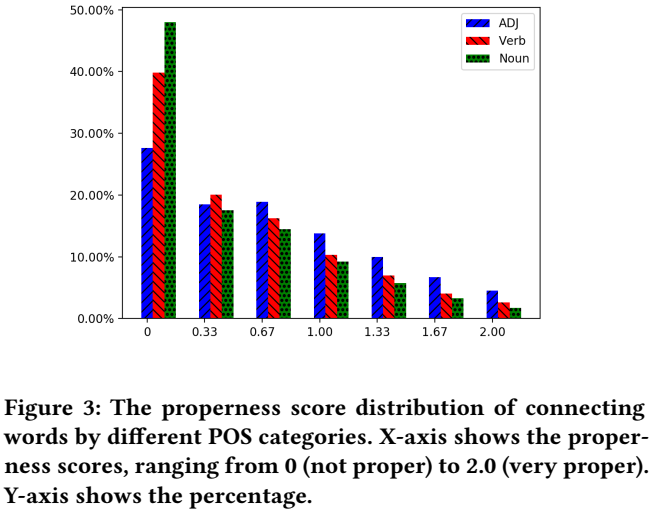 50.00%
ADJ
Verb
Noun
40.00%
30.00%
20.00%
10.00%
0.00%
0 0.33 0.67 1.00 1.33 1.67 2.00
Figure 3: The properness score distribution of connecting
words by different POS categories. X-axis shows the proper-
ness scores, ranging from 0 (not proper) to 2.0 (very proper).
Y-axis shows the percentage.